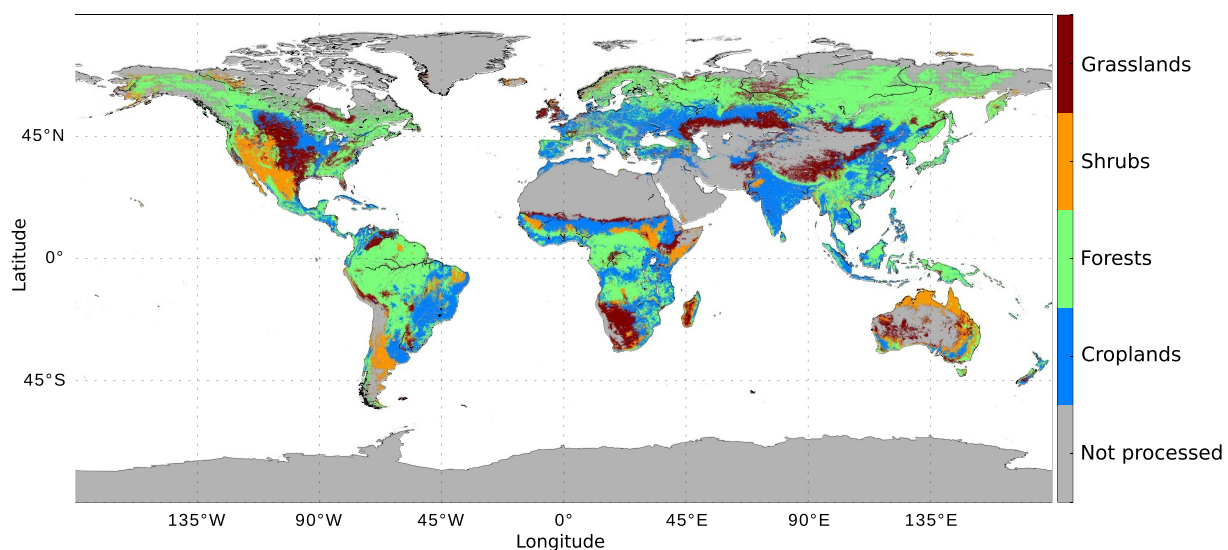 Grasslands
Shrubs
Forests
Croplands
Not processed
Latitude
45°N
0°
45°S
135°W
90°W
45°W
0°
45°E
90°E
135°E
Longitude